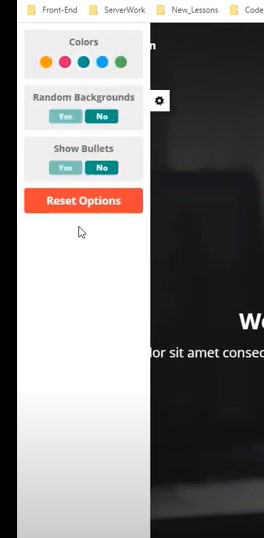 Front-End ServerWork New_Lessons Code
Colors
n
Random Backgrounds
Yes No
Show Bullets
Yes No
Reset Options
We
lor sit amet consec